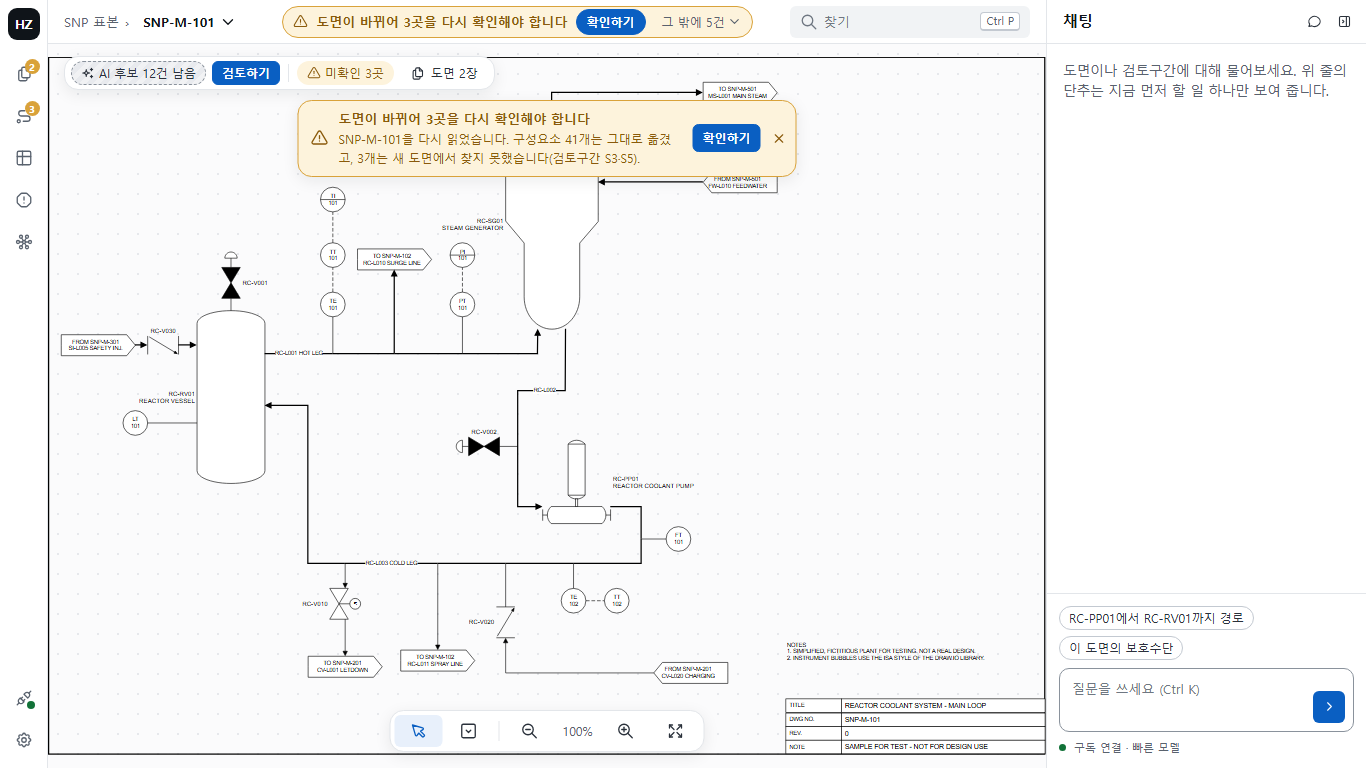 HZ
SNP 표본 ›
SNP-M-101
도면이 바뀌어 3곳을 다시 확인해야 합니다
확인하기
그 밖에 5건
찾기
Ctrl P
채팅
2
3
AI 후보 12건 남음
검토하기
미확인 3곳
도면 2장
도면이 바뀌어 3곳을 다시 확인해야 합니다
SNP-M-101을 다시 읽었습니다. 구성요소 41개는 그대로 옮겼
고, 3개는 새 도면에서 찾지 못했습니다(검토구간 S3·S5).
확인하기
도면이나 검토구간에 대해 물어보세요. 위 줄의
단추는 지금 먼저 할 일 하나만 보여 줍니다.
TO SNP-M-501
MS-L001 MAIN STEAM
FROM SNP-M-501
FW-L010 FEEDWATER
TI
101
RC-SG01
STEAM GENERATOR
TT
101
TO SNP-M-102
RC-L010 SURGE LINE
PI
101
RC-V001
TE
101
PT
101
RC-V030
FROM SNP-M-301
SI-L005 SAFETY INJ.
RC-L001 HOT LEG
RC-L002
RC-RV01
REACTOR VESSEL
LT
101
RC-V002
RC-PP01
REACTOR COOLANT PUMP
FT
101
RC-L003 COLD LEG
RC-V010
TE
102
TT
102
RC-V020
TO SNP-M-201
CV-L001 LETDOWN
TO SNP-M-102
RC-L011 SPRAY LINE
FROM SNP-M-201
CV-L020 CHARGING
NOTES
1. SIMPLIFIED, FICTITIOUS PLANT FOR TESTING. NOT A REAL DESIGN.
2. INSTRUMENT BUBBLES USE THE ISA STYLE OF THE DRAW.IO LIBRARY.
TITLE REACTOR COOLANT SYSTEM - MAIN LOOP
DWG NO. SNP-M-101
REV. 0
NOTE SAMPLE FOR TEST - NOT FOR DESIGN USE
100%
RC-PP01에서 RC-RV01까지 경로
이 도면의 보호수단
질문을 쓰세요 (Ctrl K)
구독 연결 · 빠른 모델